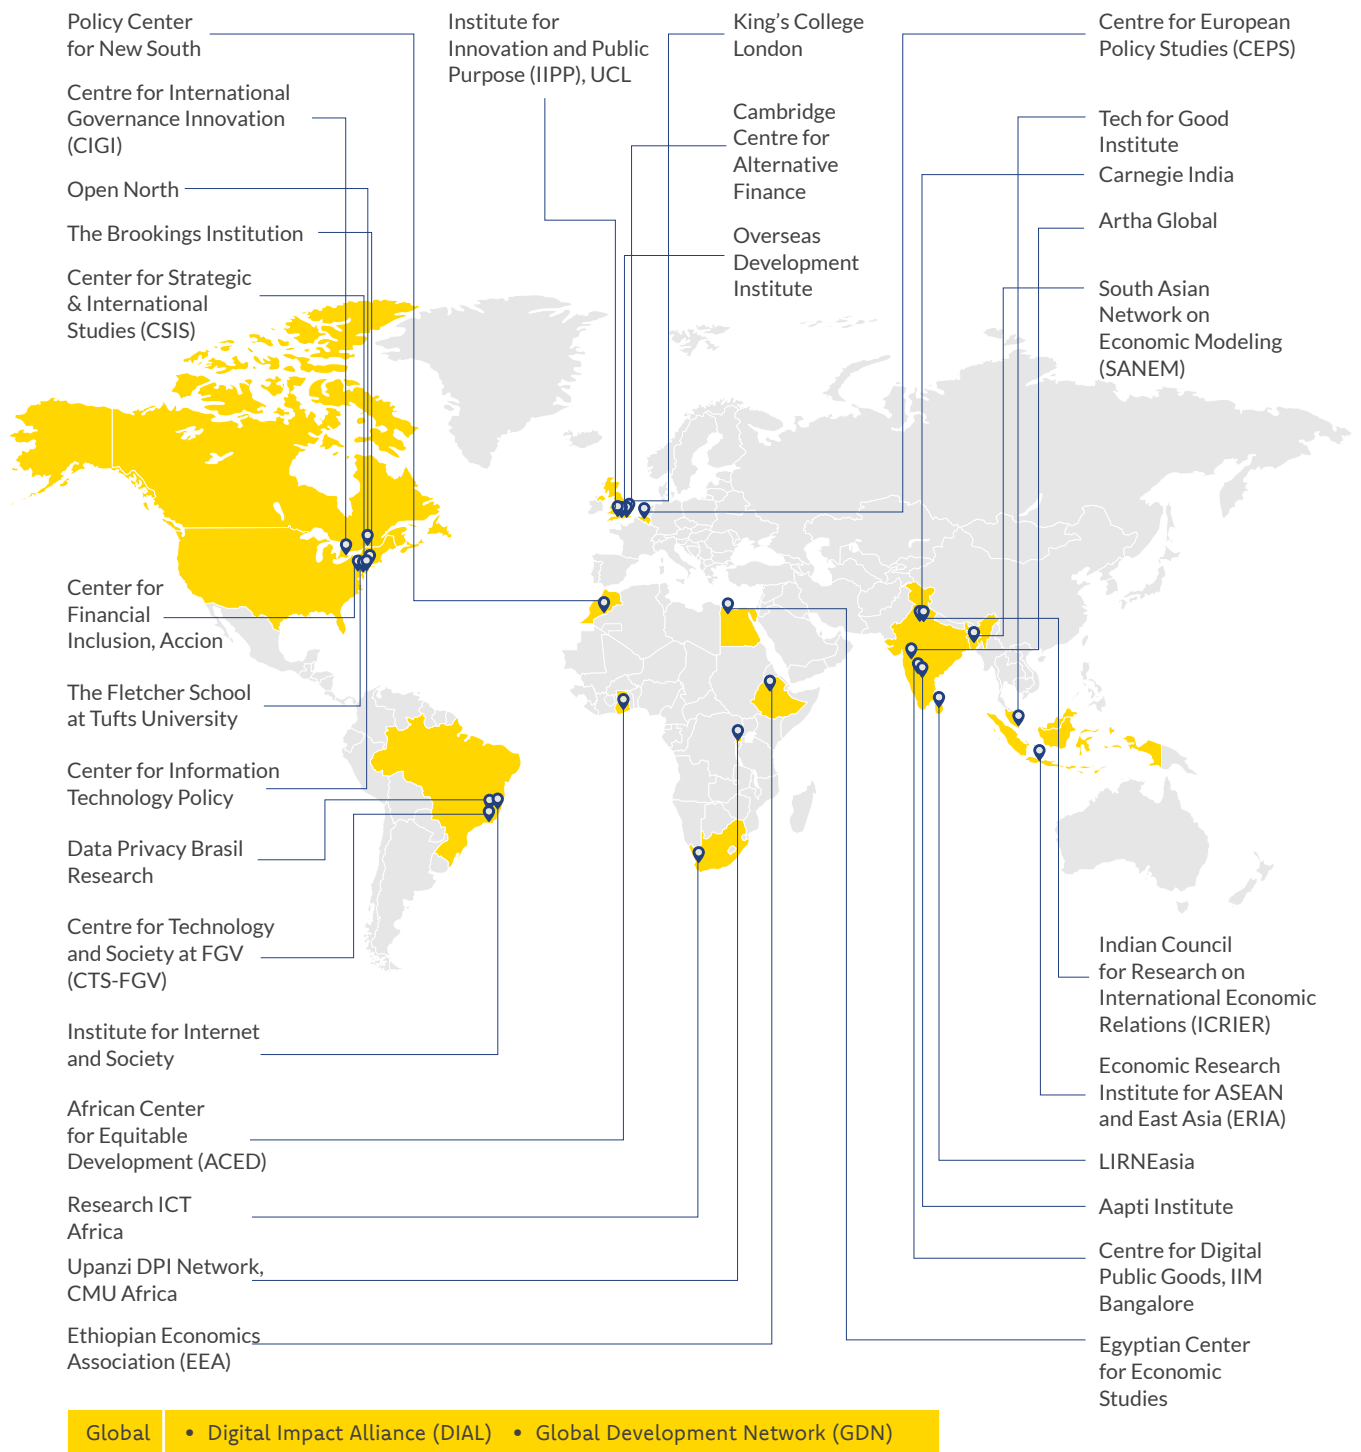 Policy Center
for New South
Centre for International
Governance Innovation
(CIGI)
Open North
The Brookings Institution
Center for Strategic
& International
Studies (CSIS)
Institute for
Innovation and Public
Purpose (IIPP), UCL
King’s College
London
Cambridge
Centre for
Alternative
Finance
Overseas
Development
Institute
Centre for European
Policy Studies (CEPS)
Tech for Good
Institute
Carnegie India
Artha Global
South Asian
Network on
Economic Modeling
(SANEM)
Center for
Financial
Inclusion, Accion
The Fletcher School
at Tufts University
Center for Information
Technology Policy
Data Privacy Brasil
Research
Centre for Technology
and Society at FGV
(CTS-FGV)
Institute for Internet
and Society
African Center
for Equitable
Development (ACED)
Research ICT
Africa
Upanzi DPI Network,
CMU Africa
Ethiopian Economics
Association (EEA)
Indian Council
for Research on
International Economic
Relations (ICRIER)
Economic Research
Institute for ASEAN
and East Asia (ERIA)
LIRNEasia
Aapti Institute
Centre for Digital
Public Goods, IIM
Bangalore
Egyptian Center
for Economic
Studies
Global • Digital Impact Alliance (DIAL) • Global Development Network (GDN)